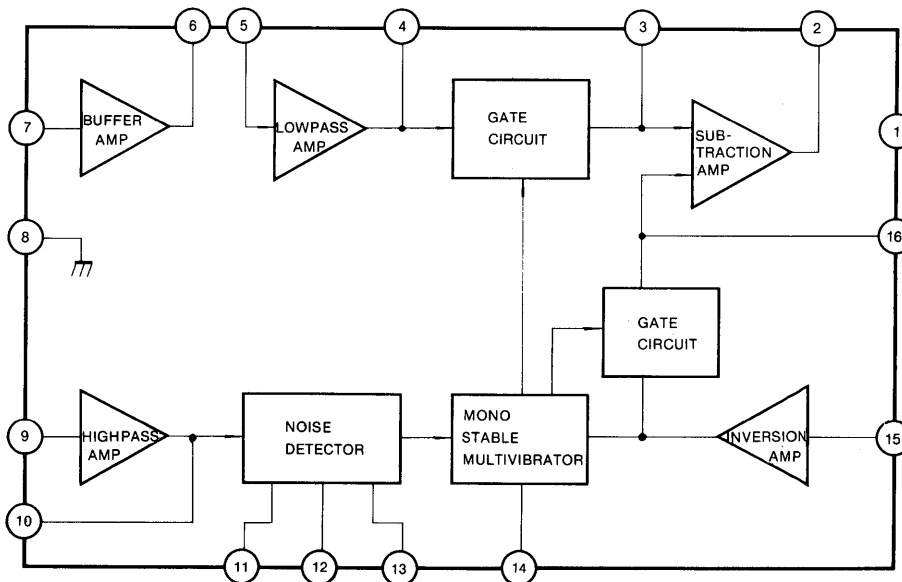 6
5
4
3
2
7
BUFFER
AMP
LOWPASS
AMP
GATE
CIRCUIT
SUB-
TRACTION
AMP
1
8
16
GATE
CIRCUIT
9
HIGHPASS
AMP
NOISE
DETECTOR
MONO
STABLE
MULTIVIBRATOR
INVERSION
AMP
15
10
11
12
13
14